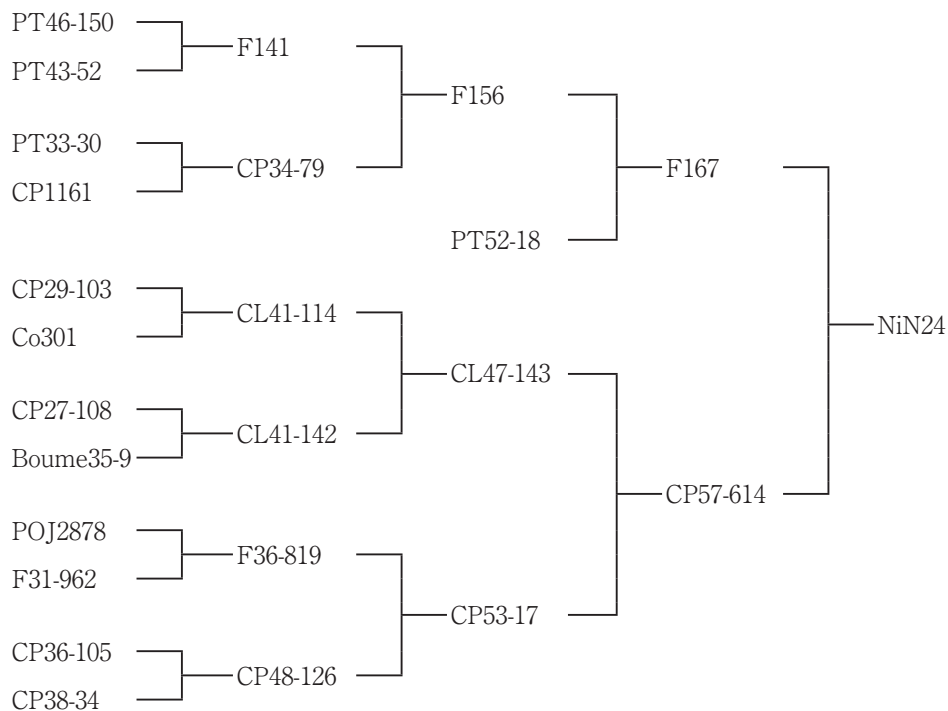 PT46-150
F141
PT43-52
F156
PT33-30
CP34-79
F167
CP1161
PT52-18
CP29-103
CL41-114
NiN24
Co301
CL47-143
CP27-108
CL41-142
Boume35-9
CP57-614
POJ2878
F36-819
F31-962
CP53-17
CP36-105
CP48-126
CP38-34